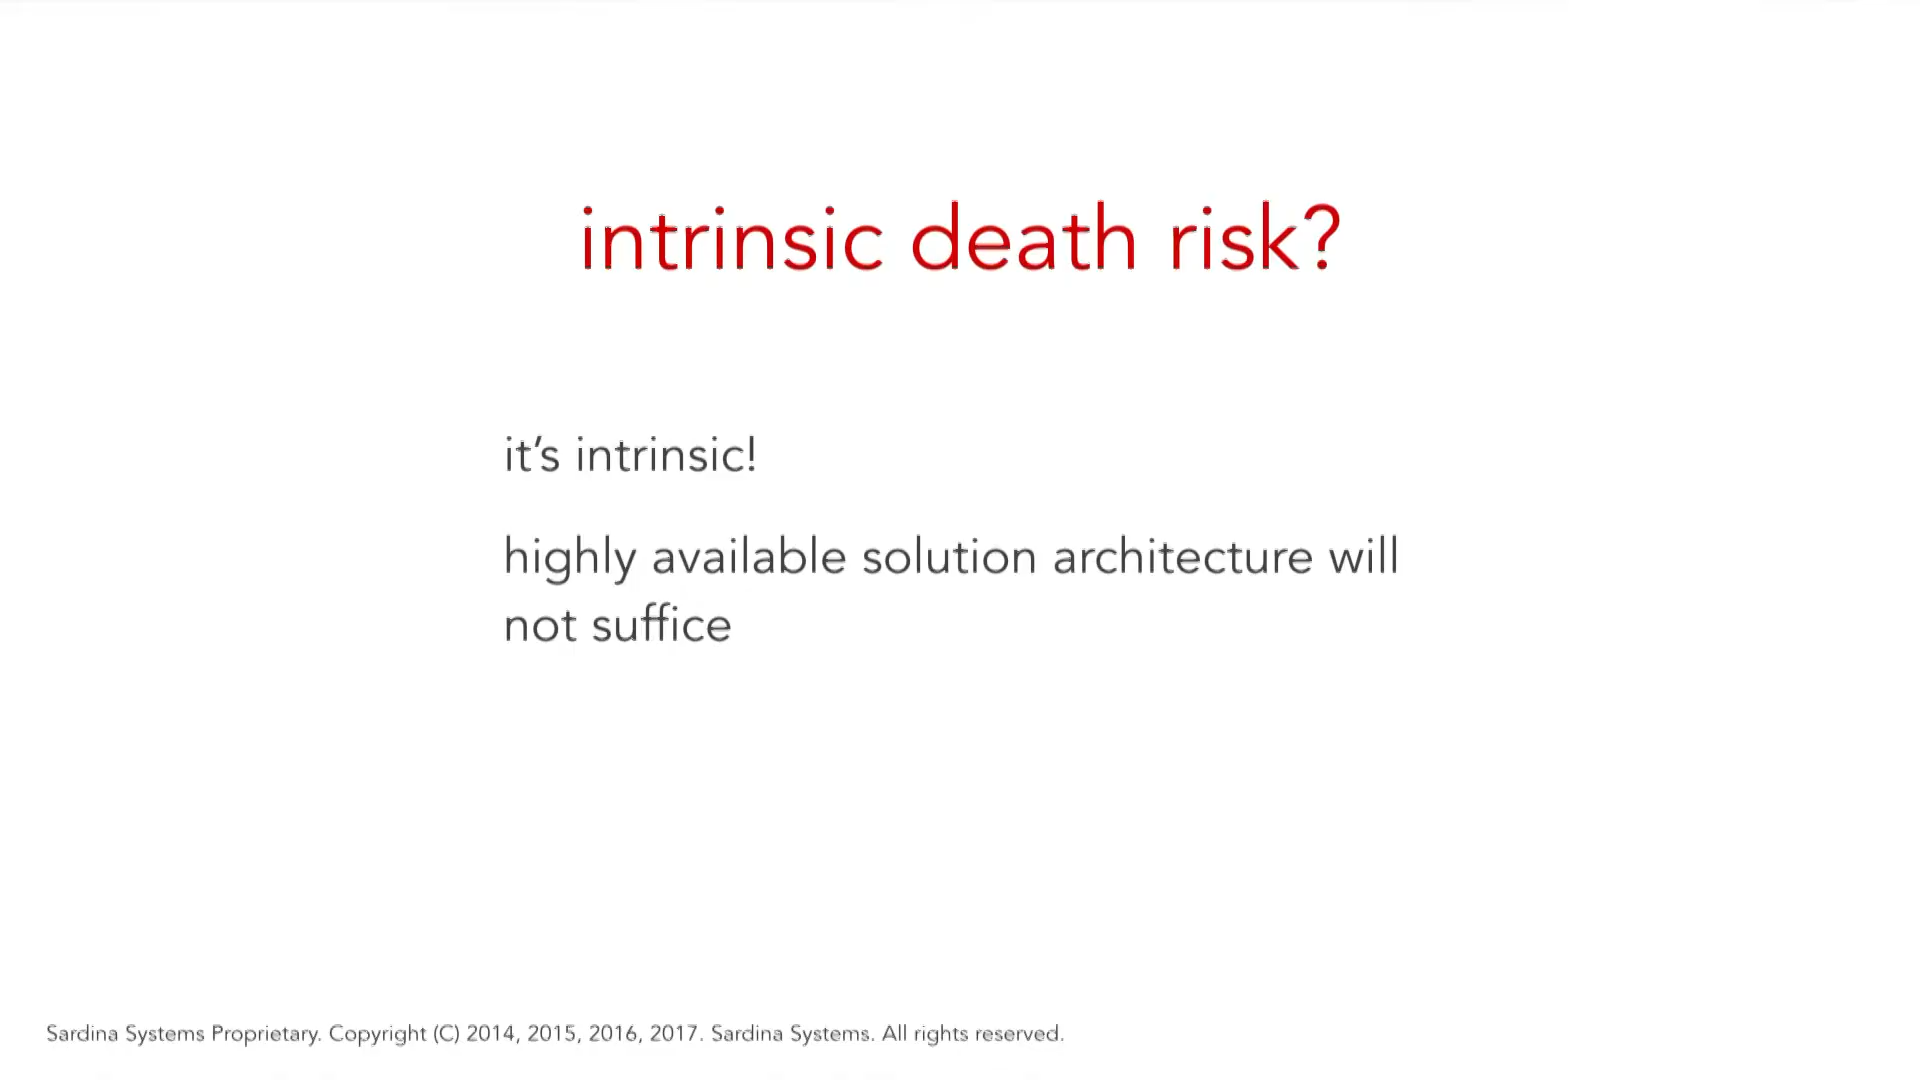 intrinsic death risk?
it’s intrinsic!
highly available solution architecture will
not suffice
Sardina Systems Proprietary. Copyright (C) 2014, 2015, 2016, 2017. Sardina Systems. All rights reserved.